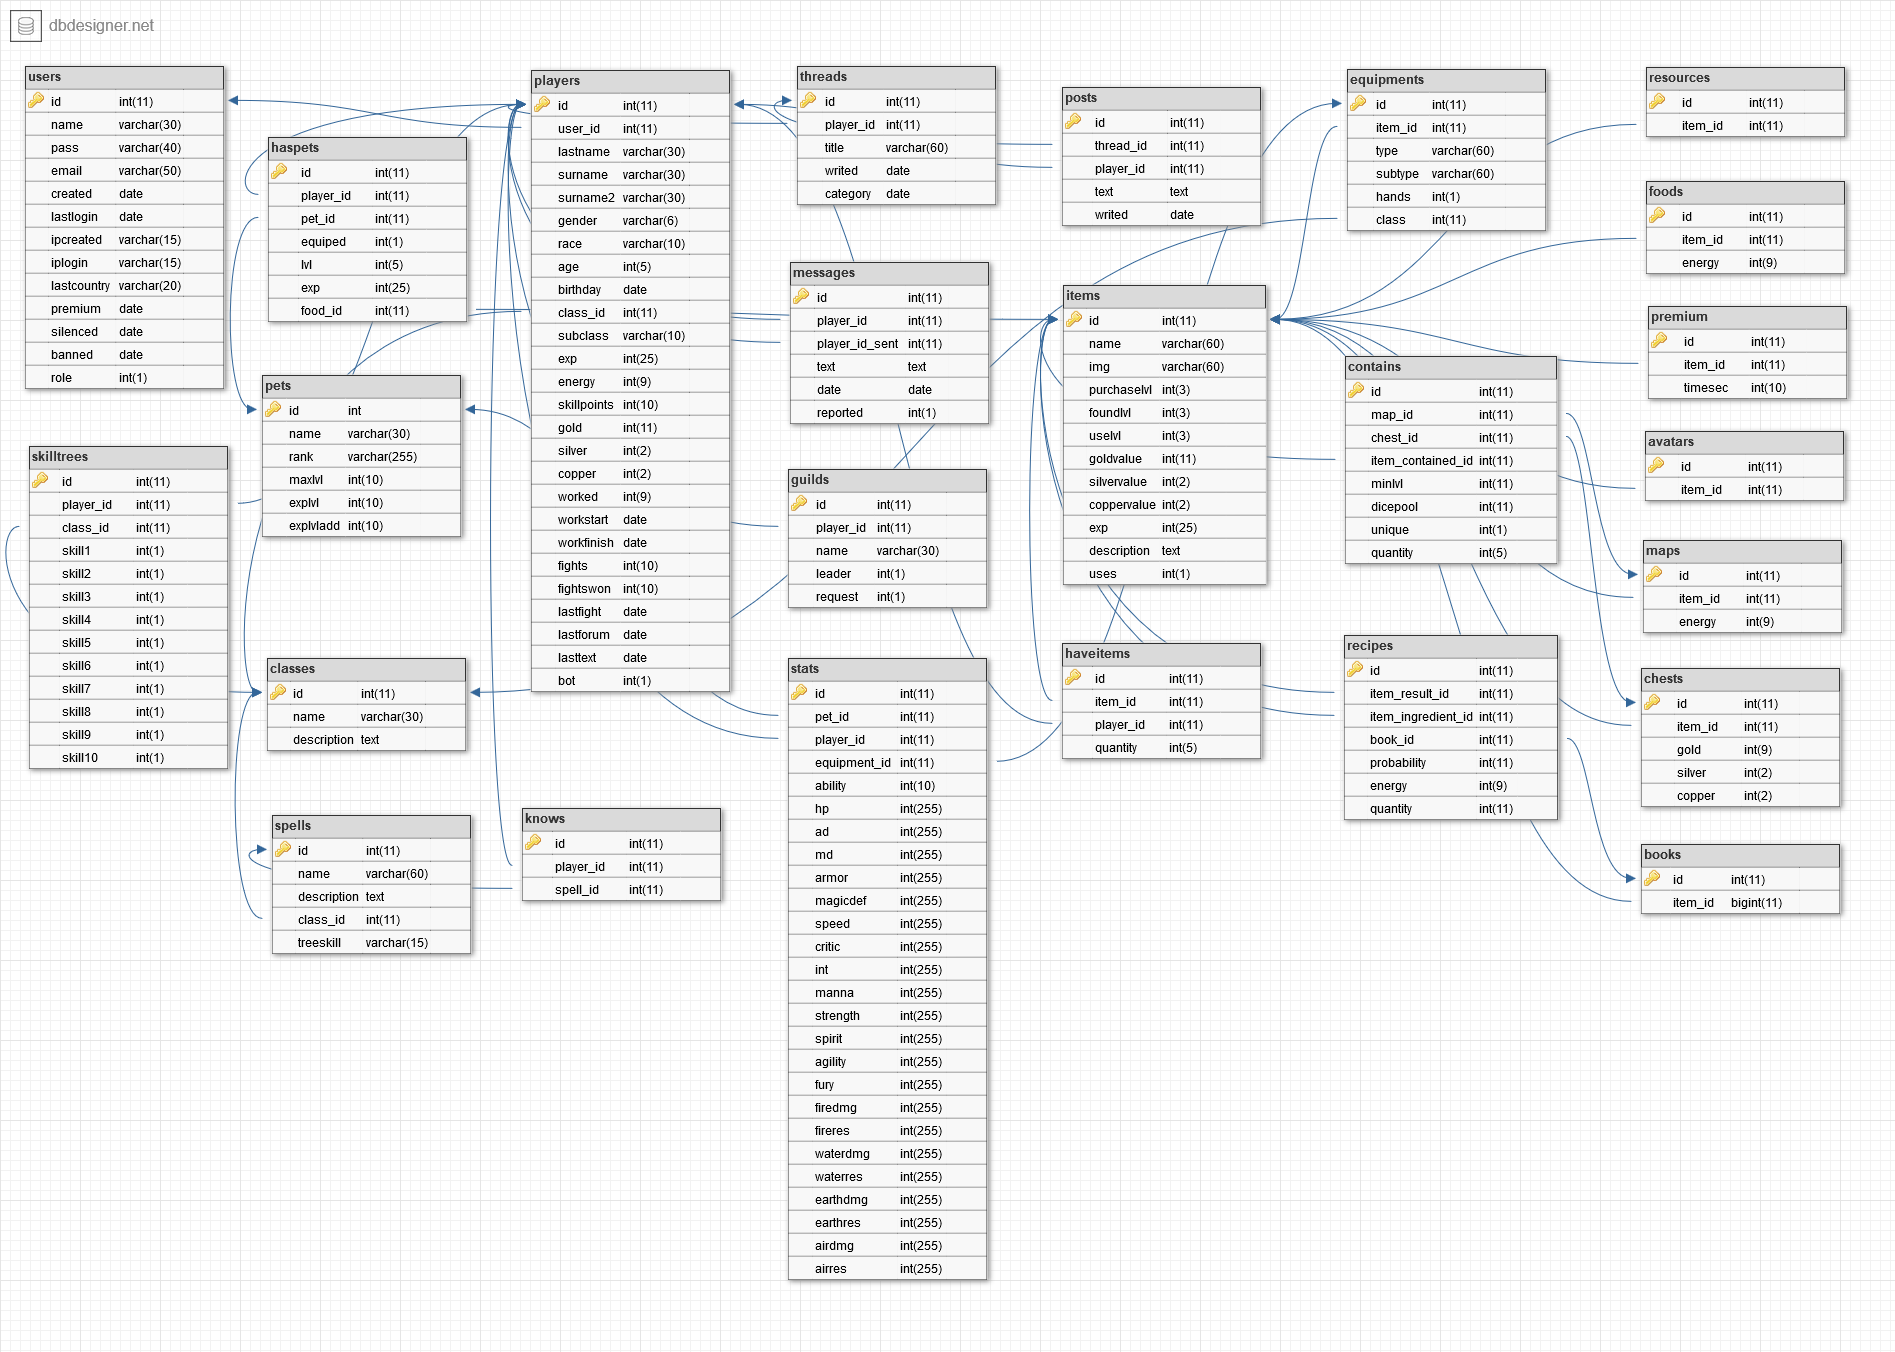 dbdesigner.net
users
id int(11)
name varchar(30)
pass varchar(40)
email varchar(50)
created date
lastlogin date
ipcreated varchar(15)
iplogin varchar(15)
lastcountry varchar(20)
premium date
silenced date
banned date
role int(1)
haspets
id int(11)
player_id int(11)
pet_id int(11)
equiped int(1)
lvl int(5)
exp int(25)
food_id int(11)
pets
id int
name varchar(30)
rank varchar(255)
maxlvl int(10)
explvl int(10)
explvladd int(10)
skilltrees
id int(11)
player_id int(11)
class_id int(11)
skill1 int(1)
skill2 int(1)
skill3 int(1)
skill4 int(1)
skill5 int(1)
skill6 int(1)
skill7 int(1)
skill8 int(1)
skill9 int(1)
skill10 int(1)
classes
id int(11)
name varchar(30)
description text
spells
id int(11)
name varchar(60)
description text
class_id int(11)
treeskill varchar(15)
players
id int(11)
user_id int(11)
lastname varchar(30)
surname varchar(30)
surname2 varchar(30)
gender varchar(6)
race varchar(10)
age int(5)
birthday date
class_id int(11)
subclass varchar(10)
exp int(25)
energy int(9)
skillpoints int(10)
gold int(11)
silver int(2)
copper int(2)
worked int(9)
workstart date
workfinish date
fights int(10)
fightswon int(10)
lastfight date
lastforum date
lasttext date
bot int(1)
knows
id int(11)
player_id int(11)
spell_id int(11)
threads
id int(11)
player_id int(11)
title varchar(60)
writed date
category date
messages
id int(11)
player_id int(11)
player_id_sent int(11)
text text
date date
reported int(1)
guilds
id int(11)
player_id int(11)
name varchar(30)
leader int(1)
request int(1)
stats
id int(11)
pet_id int(11)
player_id int(11)
equipment_id int(11)
ability int(10)
hp int(255)
ad int(255)
md int(255)
armor int(255)
magicdef int(255)
speed int(255)
critic int(255)
int int(255)
manna int(255)
strength int(255)
spirit int(255)
agility int(255)
fury int(255)
firedmg int(255)
fireres int(255)
waterdmg int(255)
waterres int(255)
earthdmg int(255)
earthres int(255)
airdmg int(255)
airres int(255)
posts
id int(11)
thread_id int(11)
player_id int(11)
text text
writed date
items
id int(11)
name varchar(60)
img varchar(60)
purchaselvl int(3)
foundlvl int(3)
uselvl int(3)
goldvalue int(11)
silvervalue int(2)
coppervalue int(2)
exp int(25)
description text
uses int(1)
haveitems
id int(11)
item_id int(11)
player_id int(11)
quantity int(5)
equipments
id int(11)
item_id int(11)
type varchar(60)
subtype varchar(60)
hands int(1)
class int(11)
contains
id int(11)
map_id int(11)
chest_id int(11)
item_contained_id int(11)
minlvl int(11)
dicepool int(11)
unique int(1)
quantity int(5)
recipes
id int(11)
item_result_id int(11)
item_ingredient_id int(11)
book_id int(11)
probability int(11)
energy int(9)
quantity int(11)
resources
id int(11)
item_id int(11)
foods
id int(11)
item_id int(11)
energy int(9)
premium
id int(11)
item_id int(11)
timesec int(10)
avatars
id int(11)
item_id int(11)
maps
id int(11)
item_id int(11)
energy int(9)
chests
id int(11)
item_id int(11)
gold int(9)
silver int(2)
copper int(2)
books
id int(11)
item_id bigint(11)